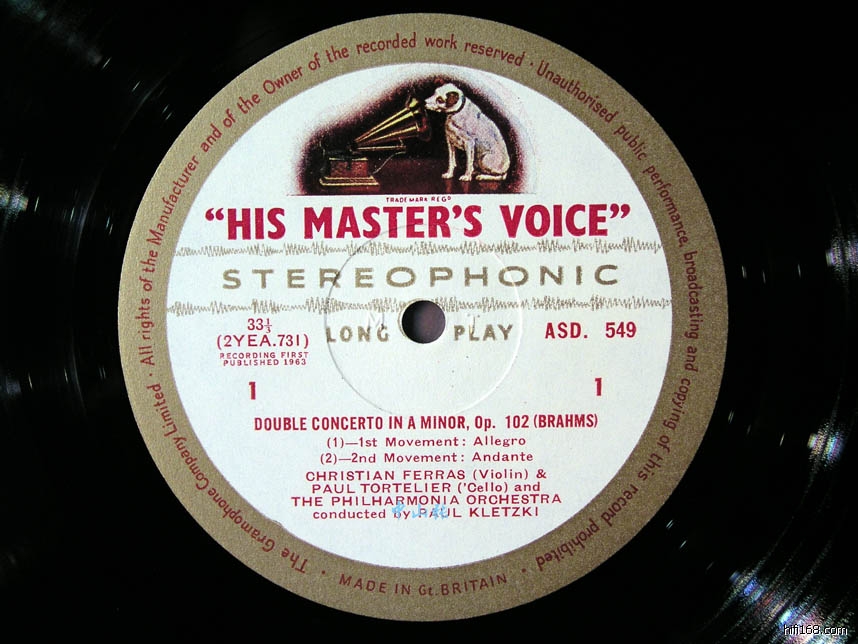 The Gramophone Company Limited · All rights of the Manufacturer and of the Owner of the recorded work reserved · Unauthorised public performance, broadcasting and copying of this record prohibited · MADE IN Gt. BRITAIN ·
TRADE MARK REGD
“HIS MASTER'S VOICE”
STEREOPHONIC
33⅓
(2YEA.731)
RECORDING FIRST
PUBLISHED 1963
LONG PLAY
ASD. 549
1
1
DOUBLE CONCERTO IN A MINOR, Op. 102 (BRAHMS)
(1)—1st Movement: Allegro
(2)—2nd Movement: Andante
CHRISTIAN FERRAS (Violin) &
PAUL TORTELIER ('Cello) and
THE PHILHARMONIA ORCHESTRA
conducted by PAUL KLETZKI
hifi168.com